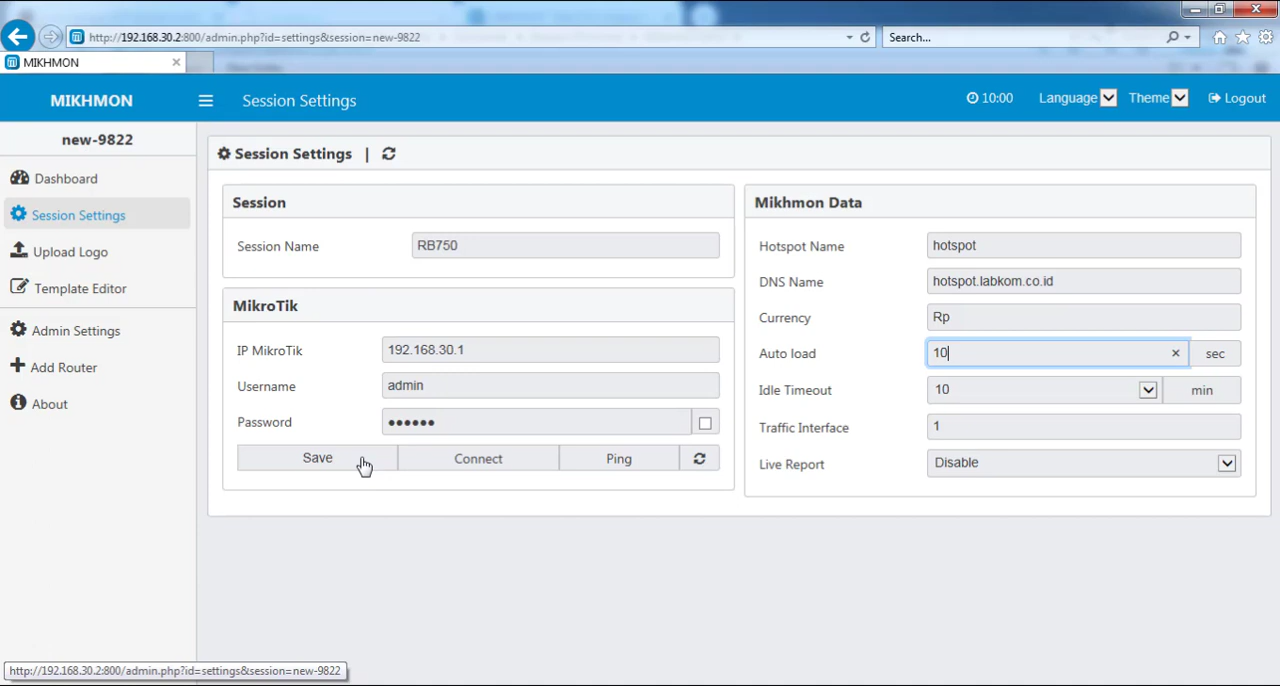 http://192.168.30.2:800/admin.php?id=settings&session=new-9822
Search...
MIKHMON
MIKHMON
Session Settings
10:00
Language
Theme
Logout
new-9822
Dashboard
Session Settings
Upload Logo
Template Editor
Admin Settings
Add Router
About
Session Settings |
Session
Session Name
RB750
MikroTik
IP MikroTik
192.168.30.1
Username
admin
Password
••••••
Save
Connect
Ping
Mikhmon Data
Hotspot Name
hotspot
DNS Name
hotspot.labkom.co.id
Currency
Rp
Auto load
10
sec
Idle Timeout
10
min
Traffic Interface
1
Live Report
Disable
http://192.168.30.2:800/admin.php?id=settings&session=new-9822